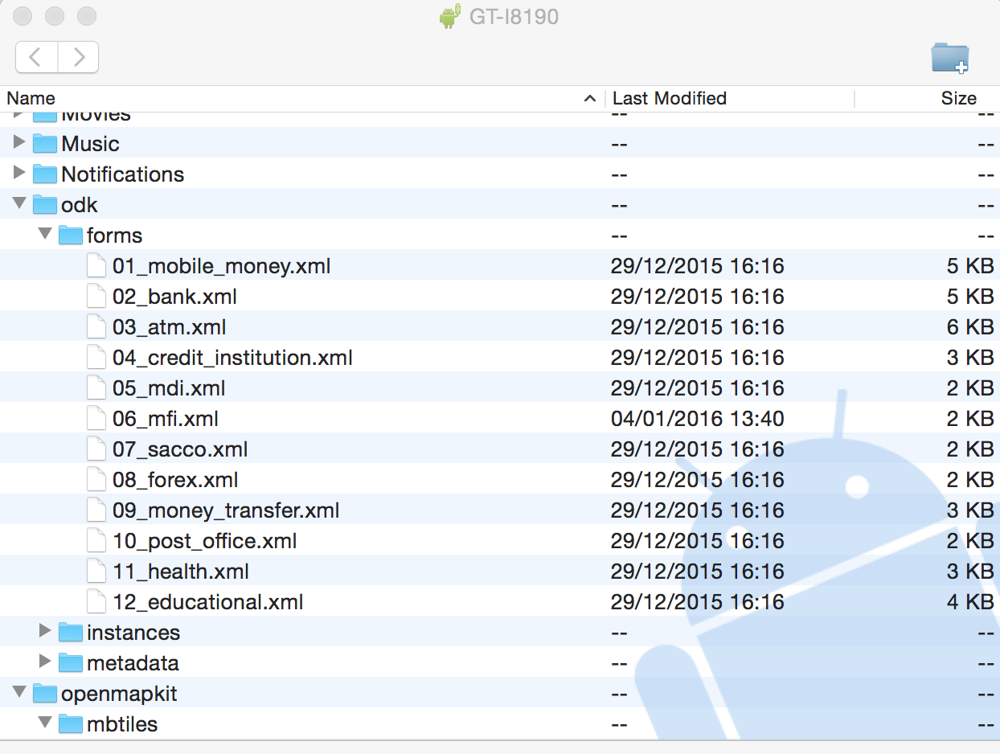 GT-I8190
Name Last Modified Size
Movies -- --
Music -- --
Notifications -- --
odk -- --
forms -- --
01_mobile_money.xml 29/12/2015 16:16 5 KB
02_bank.xml 29/12/2015 16:16 5 KB
03_atm.xml 29/12/2015 16:16 6 KB
04_credit_institution.xml 29/12/2015 16:16 3 KB
05_mdi.xml 29/12/2015 16:16 2 KB
06_mfi.xml 04/01/2016 13:40 2 KB
07_sacco.xml 29/12/2015 16:16 2 KB
08_forex.xml 29/12/2015 16:16 2 KB
09_money_transfer.xml 29/12/2015 16:16 3 KB
10_post_office.xml 29/12/2015 16:16 2 KB
11_health.xml 29/12/2015 16:16 3 KB
12_educational.xml 29/12/2015 16:16 4 KB
instances -- --
metadata -- --
openmapkit -- --
mbtiles -- --